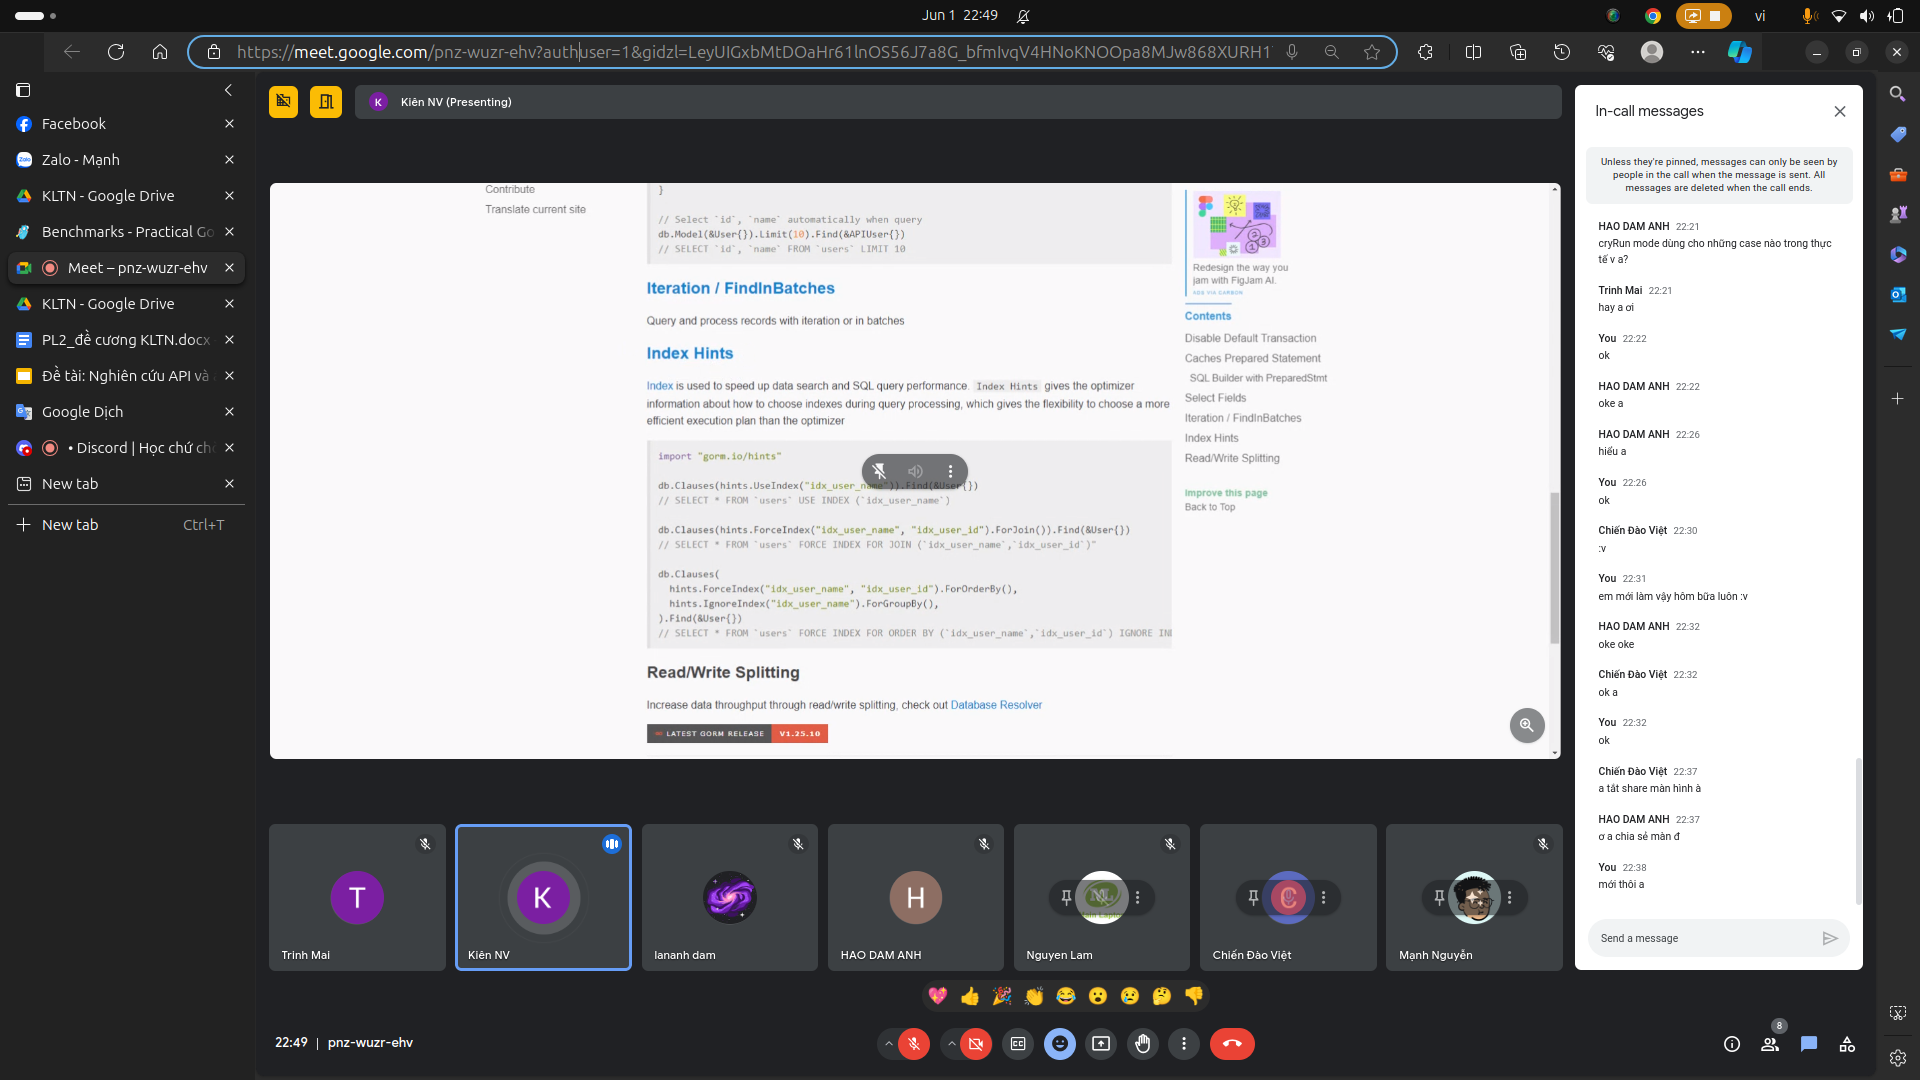 Jun 1 22:49
vi
https://meet.google.com/pnz-wuzr-ehv?authuser=1&gidzl=LeyUIGxbMtDOaHr61lnOS56J7a8G_bfmIvqV4HNoKNOOpa8MJw868XURH1
Facebook
Zalo - Mạnh
KLTN - Google Drive
Benchmarks - Practical Go
Meet – pnz-wuzr-ehv
KLTN - Google Drive
PL2_đề cương KLTN.docx
Đề tài: Nghiên cứu API và
Google Dịch
• Discord | Học chứ
New tab
New tab Ctrl+T
K Kiên NV (Presenting)
Contribute
Translate current site
}
// Select `id`, `name` automatically when query
db.Model(&User{}).Limit(10).Find(&APIUser{})
// SELECT `id`, `name` FROM `users` LIMIT 10
Iteration / FindInBatches
Query and process records with iteration or in batches
Index Hints
Index is used to speed up data search and SQL query performance. Index Hints gives the optimizer
information about how to choose indexes during query processing, which gives the flexibility to choose a more
efficient execution plan than the optimizer
import "gorm.io/hints"
db.Clauses(hints.UseIndex("idx_user_name")).Find(&User{})
// SELECT * FROM `users` USE INDEX (`idx_user_name`)
db.Clauses(hints.ForceIndex("idx_user_name", "idx_user_id").ForJoin()).Find(&User{})
// SELECT * FROM `users` FORCE INDEX FOR JOIN (`idx_user_name`,`idx_user_id`)"
db.Clauses(
hints.ForceIndex("idx_user_name", "idx_user_id").ForOrderBy(),
hints.IgnoreIndex("idx_user_name").ForGroupBy(),
).Find(&User{})
// SELECT * FROM `users` FORCE INDEX FOR ORDER BY (`idx_user_name`,`idx_user_id`) IGNORE
Read/Write Splitting
Increase data throughput through read/write splitting, check out Database Resolver
LATEST GORM RELEASE V1.25.10
Redesign the way you
jam with FigJam AI.
ADS VIA CARBON
Contents
Disable Default Transaction
Caches Prepared Statement
SQL Builder with PreparedStmt
Select Fields
Iteration / FindInBatches
Index Hints
Read/Write Splitting
Improve this page
Back to Top
T
Trinh Mai
K
Kiên NV
lananh dam
H
HAO DAM ANH
Nguyen Lam
C
Chiến Đào Việt
Mạnh Nguyễn
22:49 | pnz-wuzr-ehv
8
In-call messages
Unless they're pinned, messages can only be seen by
people in the call when the message is sent. All
messages are deleted when the call ends.
HAO DAM ANH 22:21
cryRun mode dùng cho những case nào trong thực
tế v a?
Trinh Mai 22:21
hay a ơi
You 22:22
ok
HAO DAM ANH 22:22
oke a
HAO DAM ANH 22:26
hiểu a
You 22:26
ok
Chiến Đào Việt 22:30
:v
You 22:31
em mới làm vậy hôm bữa luôn :v
HAO DAM ANH 22:32
oke oke
Chiến Đào Việt 22:32
ok a
You 22:32
ok
Chiến Đào Việt 22:37
a tắt share màn hình à
HAO DAM ANH 22:37
ơ a chia sẻ màn đ
You 22:38
mới thôi a
Send a message